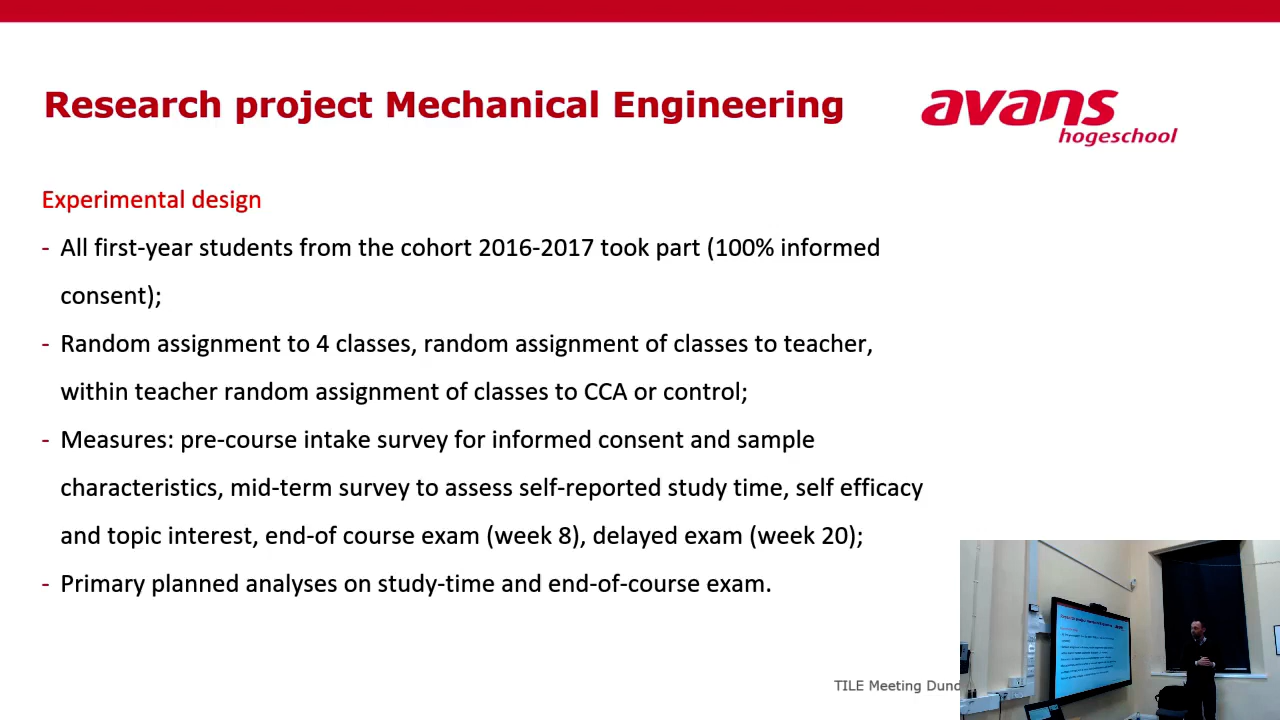 Research project Mechanical Engineering
avans
hogeschool
Experimental design
- All first-year students from the cohort 2016-2017 took part (100% informed
consent);
- Random assignment to 4 classes, random assignment of classes to teacher,
within teacher random assignment of classes to CCA or control;
- Measures: pre-course intake survey for informed consent and sample
characteristics, mid-term survey to assess self-reported study time, self efficacy
and topic interest, end-of course exam (week 8), delayed exam (week 20);
- Primary planned analyses on study-time and end-of-course exam.
TILE Meeting